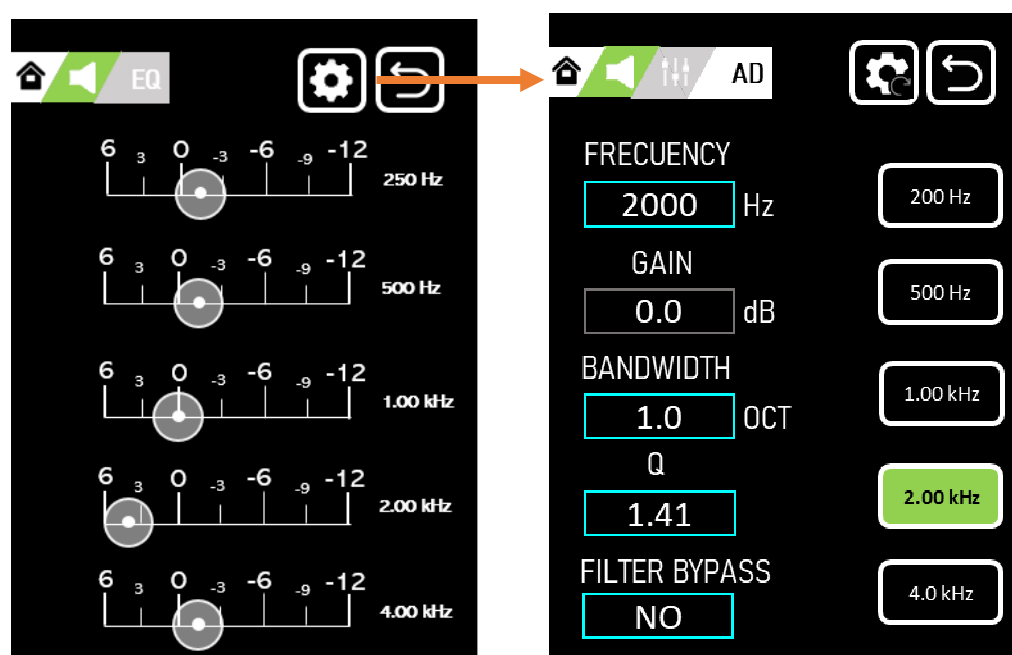 EQ
6 3 0 -3 -6 -9 -12
250 Hz
6 3 0 -3 -6 -9 -12
500 Hz
6 3 0 -3 -6 -9 -12
1.00 kHz
6 3 0 -3 -6 -9 -12
2.00 kHz
6 3 0 -3 -6 -9 -12
4.00 kHz
AD
FRECUENCY
2000 Hz
GAIN
0.0 dB
BANDWIDTH
1.0 OCT
Q
1.41
FILTER BYPASS
NO
200 Hz
500 Hz
1.00 kHz
2.00 kHz
4.0 kHz